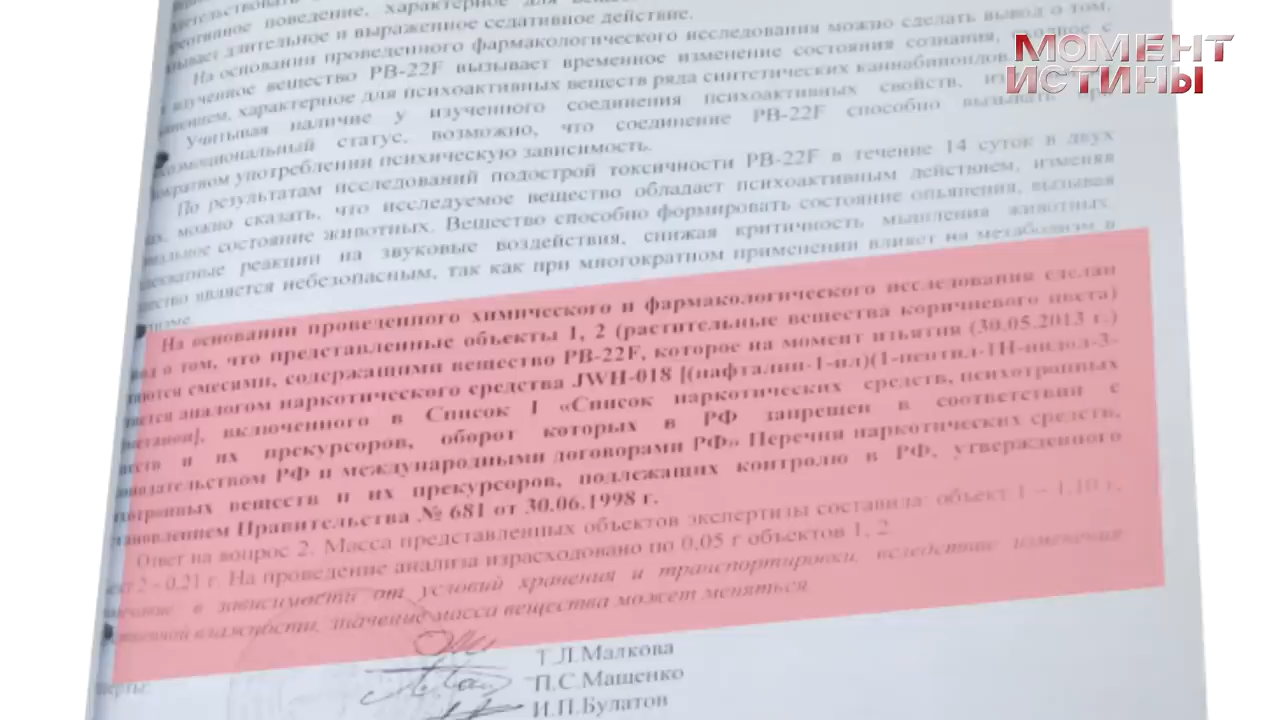 МОМЕНТ
ИСТИНЫ
поведение, характерное для
длительное и выраженное седативное действие.
На основании проведенного фармакологического исследования можно сделать вывод о том,
изученное вещество РВ-22F вызывает временное изменение состояния сознания, сходное с
характерное для психоактивных веществ ряда синтетических каннабиноидов
Учитывая наличие у изученного соединения психоактивных свойств,
статус, возможно, что соединение РВ-22F способно вызывать при
употреблении психическую зависимость.
По результатам исследований подострой токсичности РВ-22F в течение 14 суток в двух
можно сказать, что исследуемое вещество обладает психоактивным действием, изменяя
состояние животных. Вещество способно формировать состояние опьянения, вызывая
реакции на звуковые воздействия, снижая критичность мышления животных.
является небезопасным, так как при многократном применении влияет на метаболизм в
На основании проведенного химического и фармакологического исследования сделан
о том, что представленные объекты 1, 2 (растительные вещества коричневого цвета)
смесями, содержащими вещество РВ-22F, которое на момент изъятия (30.05.2013 г.)
аналогом наркотического средства JWH-018 [(нафталин-1-ил)(1-пентил-1Н-индол-3-
включенного в Список I «Список наркотических средств, психотропных
и их прекурсоров, оборот которых в РФ запрещен в соответствии с
РФ и международными договорами РФ» Перечня наркотических средств,
веществ и их прекурсоров, подлежащих контролю в РФ, утвержденного
Правительства № 681 от 30.06.1998 г.
Ответ на вопрос 2. Масса представленных объектов экспертизы составила: объект 1 – 1,10 г,
2 - 0,21 г. На проведение анализа израсходовано по 0,05 г объектов 1, 2.
в зависимости от условий хранения и транспортировки, вследствие изменения
влажности, значение масса вещества может меняться.
Т.Л.Малкова
П.С.Мащенко
И.П.Булатов